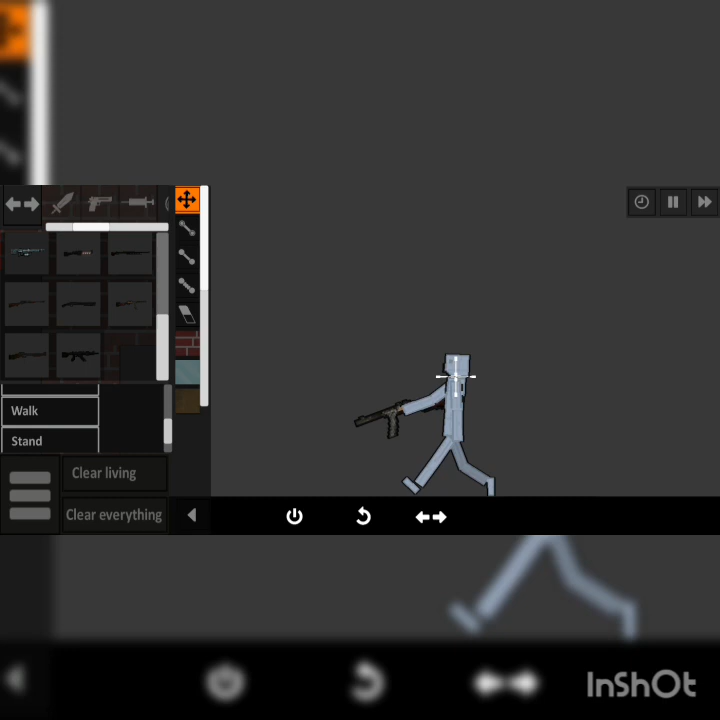 Walk
Stand
Clear living
Clear everything
InShOt